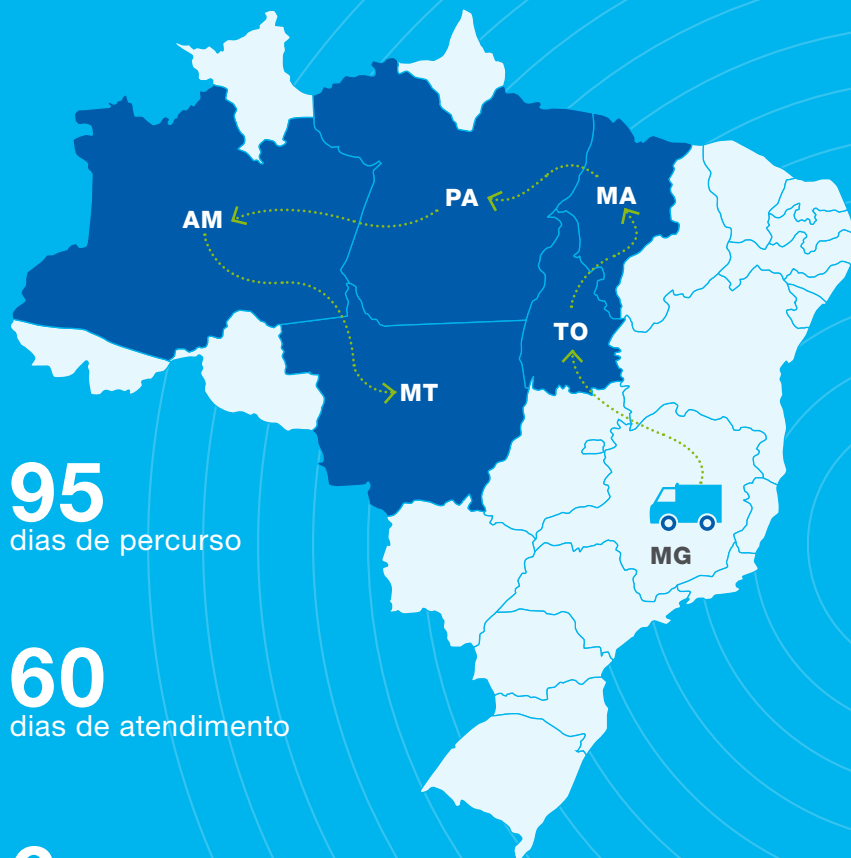 PA
MA
AM
TO
MT
95
dias de percurso
MG
60
dias de atendimento